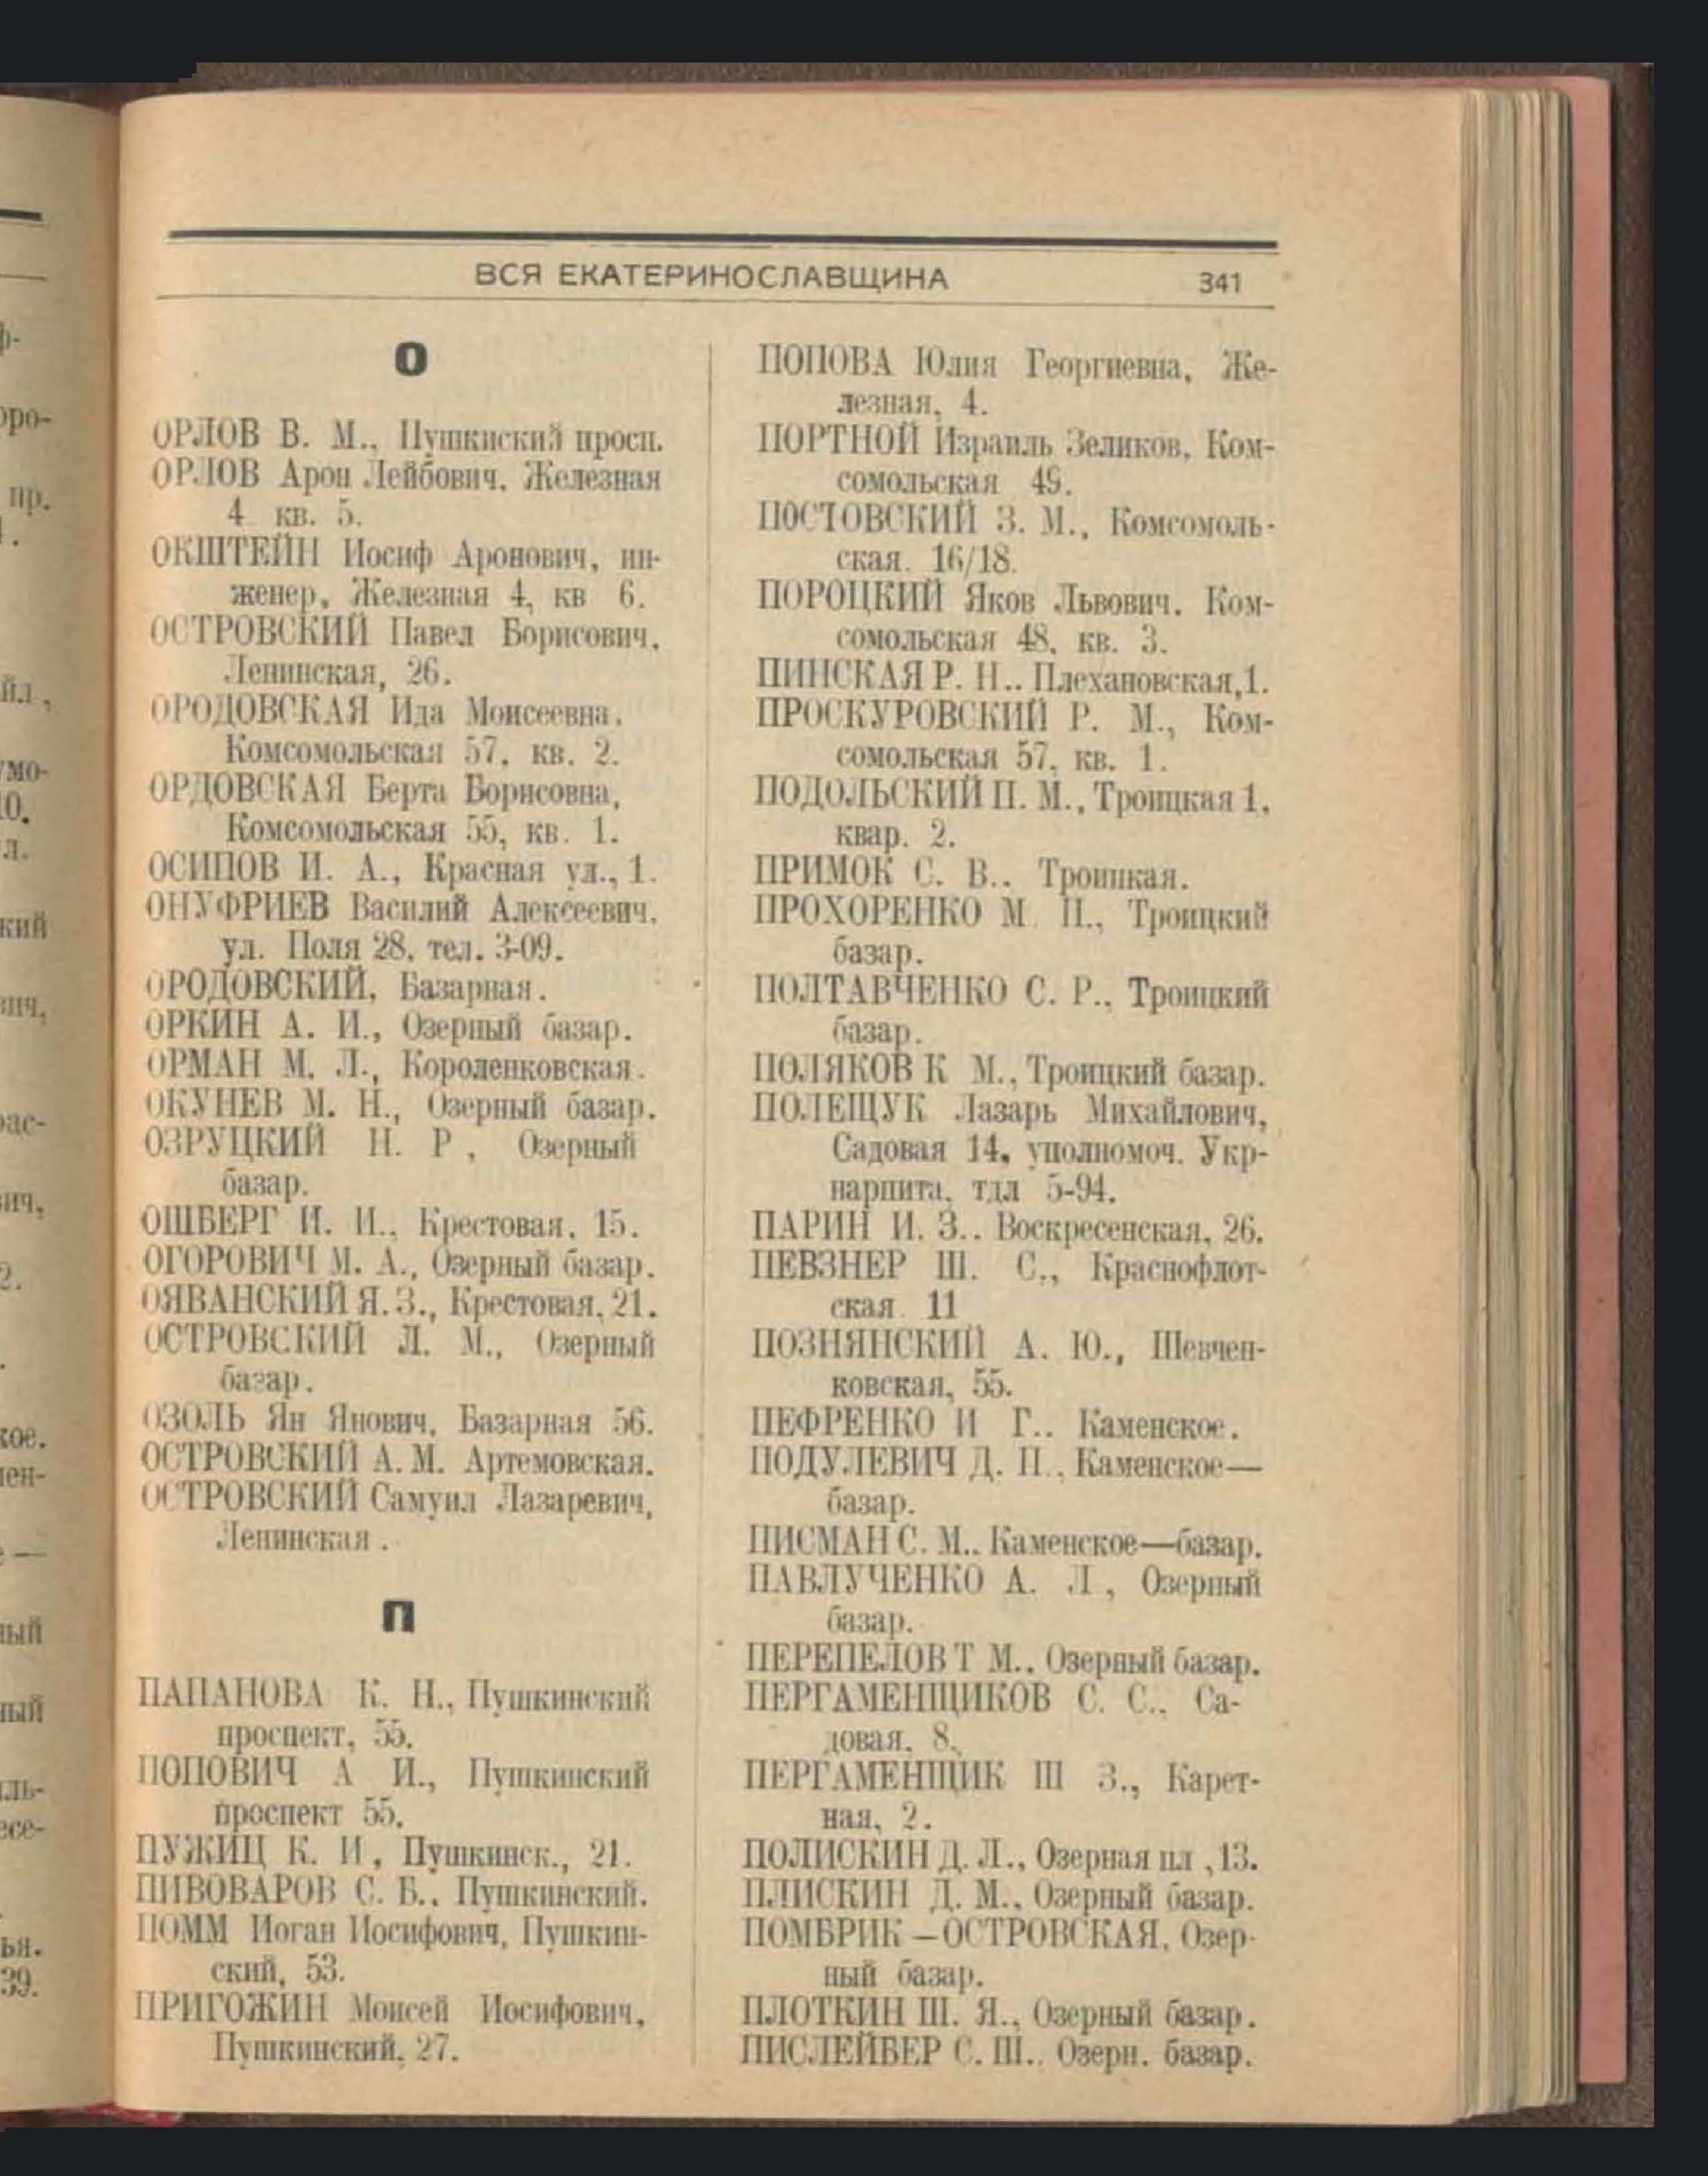 ВСЯ ЕКАТЕРИНОСЛАВЩИНА 341
О
ОРЛОВ В. М., Пушкинский просп.
ОРЛОВ Арон Лейбович. Железная
4 кв. 5.
ОКШТЕЙН Иосиф Аронович, ин-
женер, Железная 4, кв 6.
ОСТРОВСКИЙ Павел Борисович.
Ленинская, 26.
ОРОДОВСКАЯ Ида Моисеевна.
Комсомольская 57, кв. 2.
ОРДОВСКАЯ Берта Борисовна,
Комсомольская 55, кв. 1.
ОСИПОВ И. А., Красная ул., 1.
ОНУФРИЕВ Василий Алексеевич,
ул. Поля 28, тел. 3-09.
ОРОДОВСКИЙ, Базарная.
ОРКИН А. И., Озерный базар.
ОРМАН М. Л., Короленковская.
ОКУНЕВ М. Н., Озерный базар.
ОЗРУЦКИЙ Н. Р , Озерный
базар.
ОШБЕРГ И. И., Крестовая, 15.
ОГОРОВИЧ М. А., Озерный базар.
ОЯВАНСКИЙ Я. З., Крестовая, 21.
ОСТРОВСКИЙ Л. М., Озерный
базар.
ОЗОЛЬ Ян Янович, Базарная 56.
ОСТРОВСКИЙ А. М. Артемовская.
ОСТРОВСКИЙ Самуил Лазаревич,
Ленинская .
П
ПАПАНОВА К. Н., Пушкинский
проспект, 55.
ПОПОВИЧ А И., Пушкинский
проспект 55.
ПУЖИЦ К. И , Пушкинск., 21.
ПИВОВАРОВ С. Б., Пушкинский.
ПОММ Иоган Иосифович, Пушкин-
ский, 53.
ПРИГОЖИН Моисей Иосифович,
Пушкинский, 27.
ПОПОВА Юлия Георгиевна, Же-
лезная, 4.
ПОРТНОЙ Израиль Зеликов, Ком-
сомольская 49.
ПОСТОВСКИЙ З. М., Комсомоль-
ская. 16/18.
ПОРОЦКИЙ Яков Львович. Ком-
сомольская 48, кв. 3.
ПИНСКАЯ Р. Н.. Плехановская,1.
ПРОСКУРОВСКИЙ Р. М., Ком-
сомольская 57, кв. 1.
ПОДОЛЬСКИЙ П. М., Троицкая 1,
квар. 2.
ПРИМОК С. В.. Троицкая.
ПРОХОРЕНКО М. П., Троицкий
базар.
ПОЛТАВЧЕНКО С. Р., Троицкий
базар.
ПОЛЯКОВ К М., Троицкий базар.
ПОЛЕЩУК Лазарь Михайлович,
Садовая 14, уполномоч. Укр-
нарпита, тдл 5-94.
ПАРИН И. З.. Воскресенская, 26.
ПЕВЗНЕР Ш. С., Краснофлот-
ская 11
ПОЗНЯНСКИЙ А. Ю., Шевчен-
ковская, 55.
ПЕФРЕНКО И Г.. Каменское.
ПОДУЛЕВИЧ Д. П., Каменское—
базар.
ПИСМАН С. М.. Каменское—базар.
ПАВЛУЧЕНКО А. Л , Озерный
базар.
ПЕРЕПЕЛОВ Т М., Озерный базар.
ПЕРГАМЕНЩИКОВ С. С., Са-
довая, 8.
ПЕРГАМЕНЩИК Ш З., Карет-
ная, 2.
ПОЛИСКИН Д. Л., Озерная пл ,13.
ПЛИСКИН Д. М., Озерный базар.
ПОМБРИК—ОСТРОВСКАЯ, Озер-
ный базар.
ПЛОТКИН Ш. Я., Озерный базар.
ПИСЛЕЙБЕР С. Ш.. Озерн. базар.